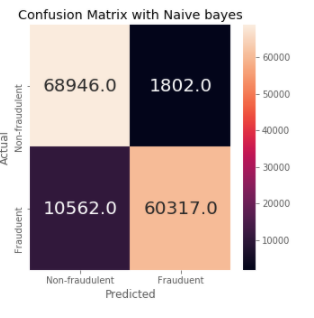 Confusion Matrix with Naive bayes
Actual
Non-fraudulent
Frauduent
68946.0 1802.0
10562.0 60317.0
Non-fraudulent Frauduent
Predicted
60000
50000
40000
30000
20000
10000